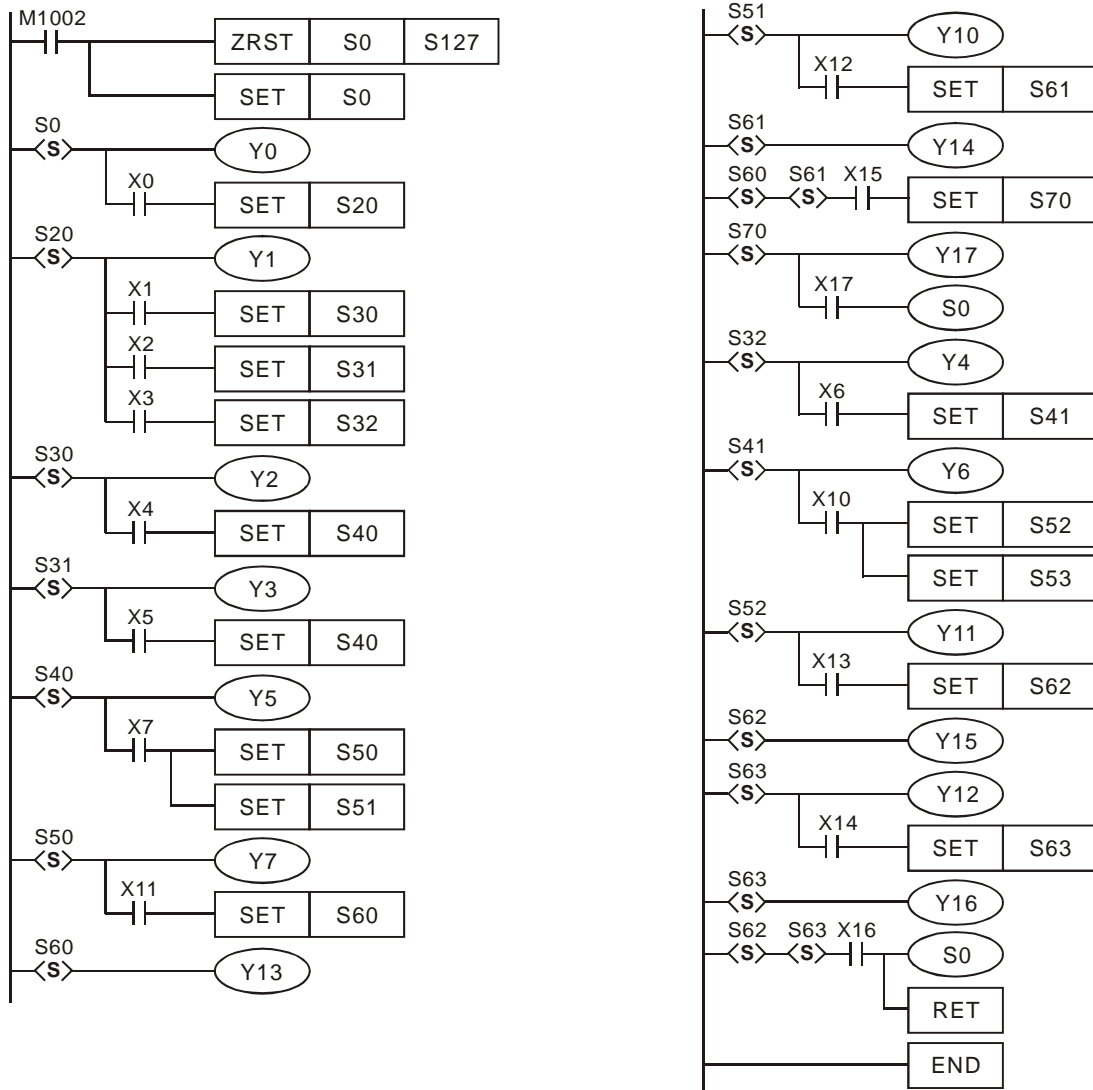 M1002
ZRST S0 S127
SET S0
S0
S Y0
X0
SET S20
S20
S Y1
X1
SET S30
X2
SET S31
X3
SET S32
S30
S Y2
X4
SET S40
S31
S Y3
X5
SET S40
S40
S Y5
X7
SET S50
SET S51
S50
S Y7
X11
SET S60
S60
S Y13
S51
S Y10
X12
SET S61
S61
S Y14
S60 S61 X15
S S SET S70
S70
S Y17
X17
S0
S32
S Y4
X6
SET S41
S41
S Y6
X10
SET S52
SET S53
S52
S Y11
X13
SET S62
S62
S Y15
S63
S Y12
X14
SET S63
S63
S Y16
S62 S63 X16
S S S0
RET
END